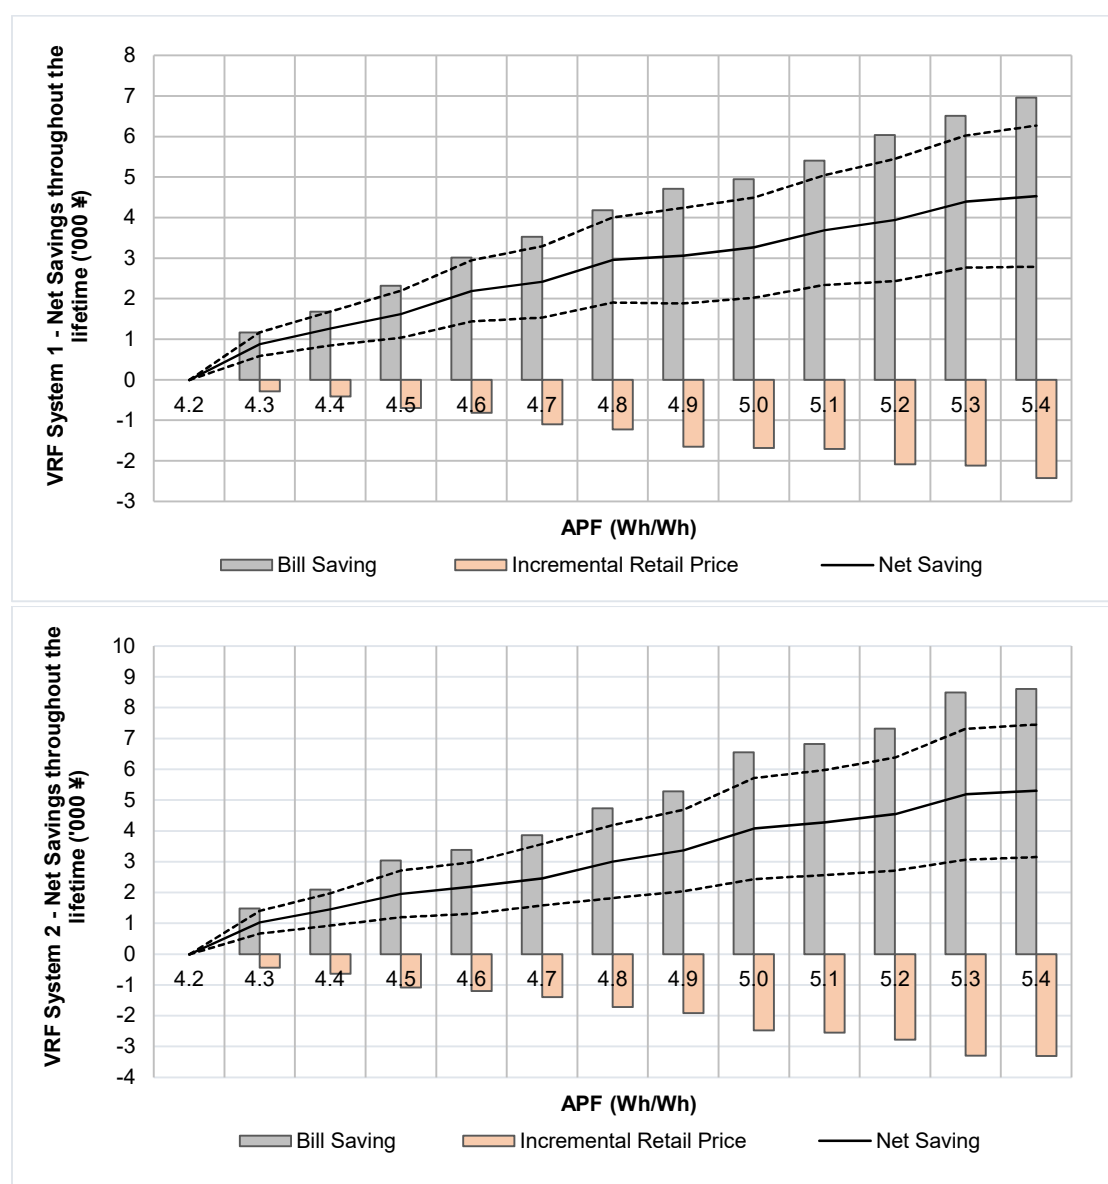 VRF System 1 - Net Savings throughout the
lifetime ('000 ¥)
8
7
6
5
4
3
2
1
0
-1
-2
-3
4.2 4.3 4.4 4.5 4.6 4.7 4.8 4.9 5.0 5.1 5.2 5.3 5.4
APF (Wh/Wh)
Bill Saving Incremental Retail Price Net Saving
VRF System 2 - Net Savings throughout the
lifetime ('000 ¥)
10
9
8
7
6
5
4
3
2
1
0
-1
-2
-3
-4
4.2 4.3 4.4 4.5 4.6 4.7 4.8 4.9 5.0 5.1 5.2 5.3 5.4
APF (Wh/Wh)
Bill Saving Incremental Retail Price Net Saving